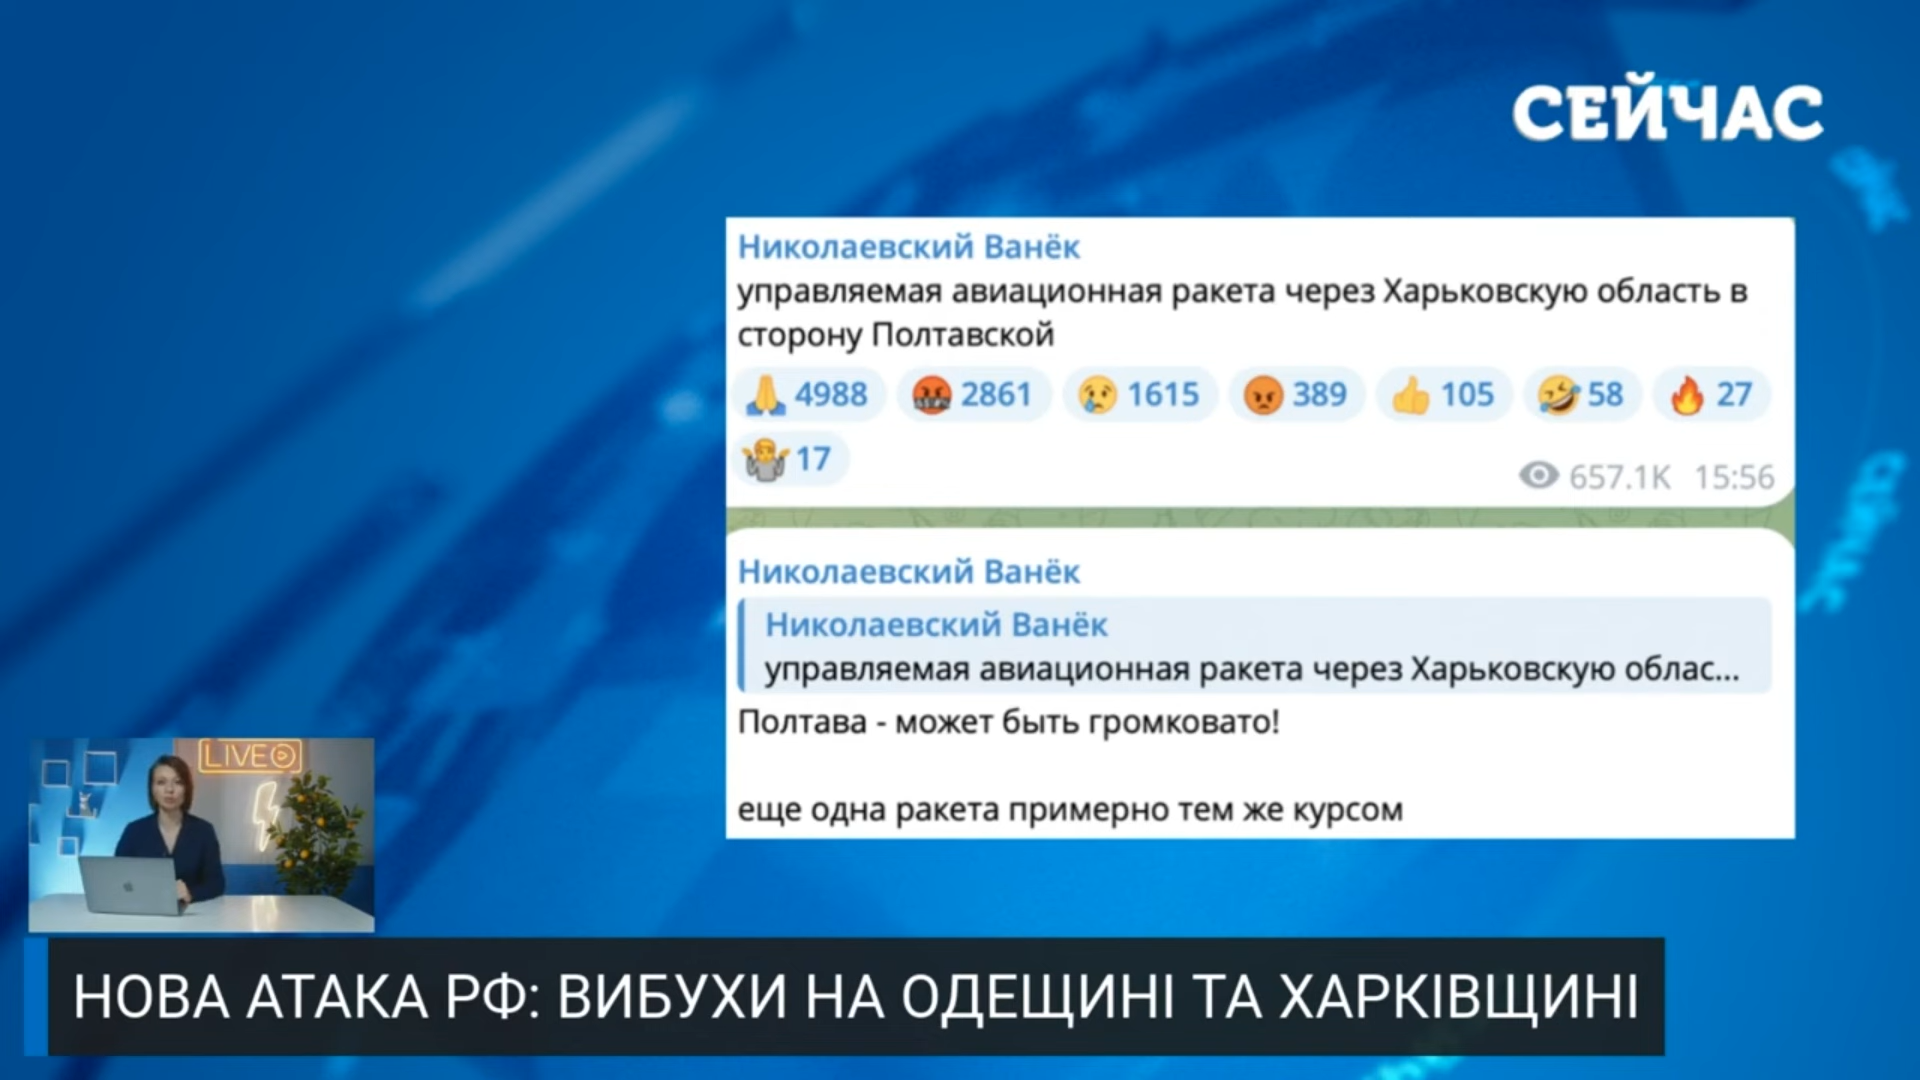 СЕЙЧАС
Николаевский Ванёк
управляемая авиационная ракета через Харьковскую область в
сторону Полтавской
4988 2861 1615 389 105 58 27
17
657.1K 15:56
Николаевский Ванёк
Николаевский Ванёк
управляемая авиационная ракета через Харьковскую облас...
Полтава - может быть громковато!
еще одна ракета примерно тем же курсом
LIVE
НОВА АТАКА РФ: ВИБУХИ НА ОДЕЩИНІ ТА ХАРКІВЩИНІ